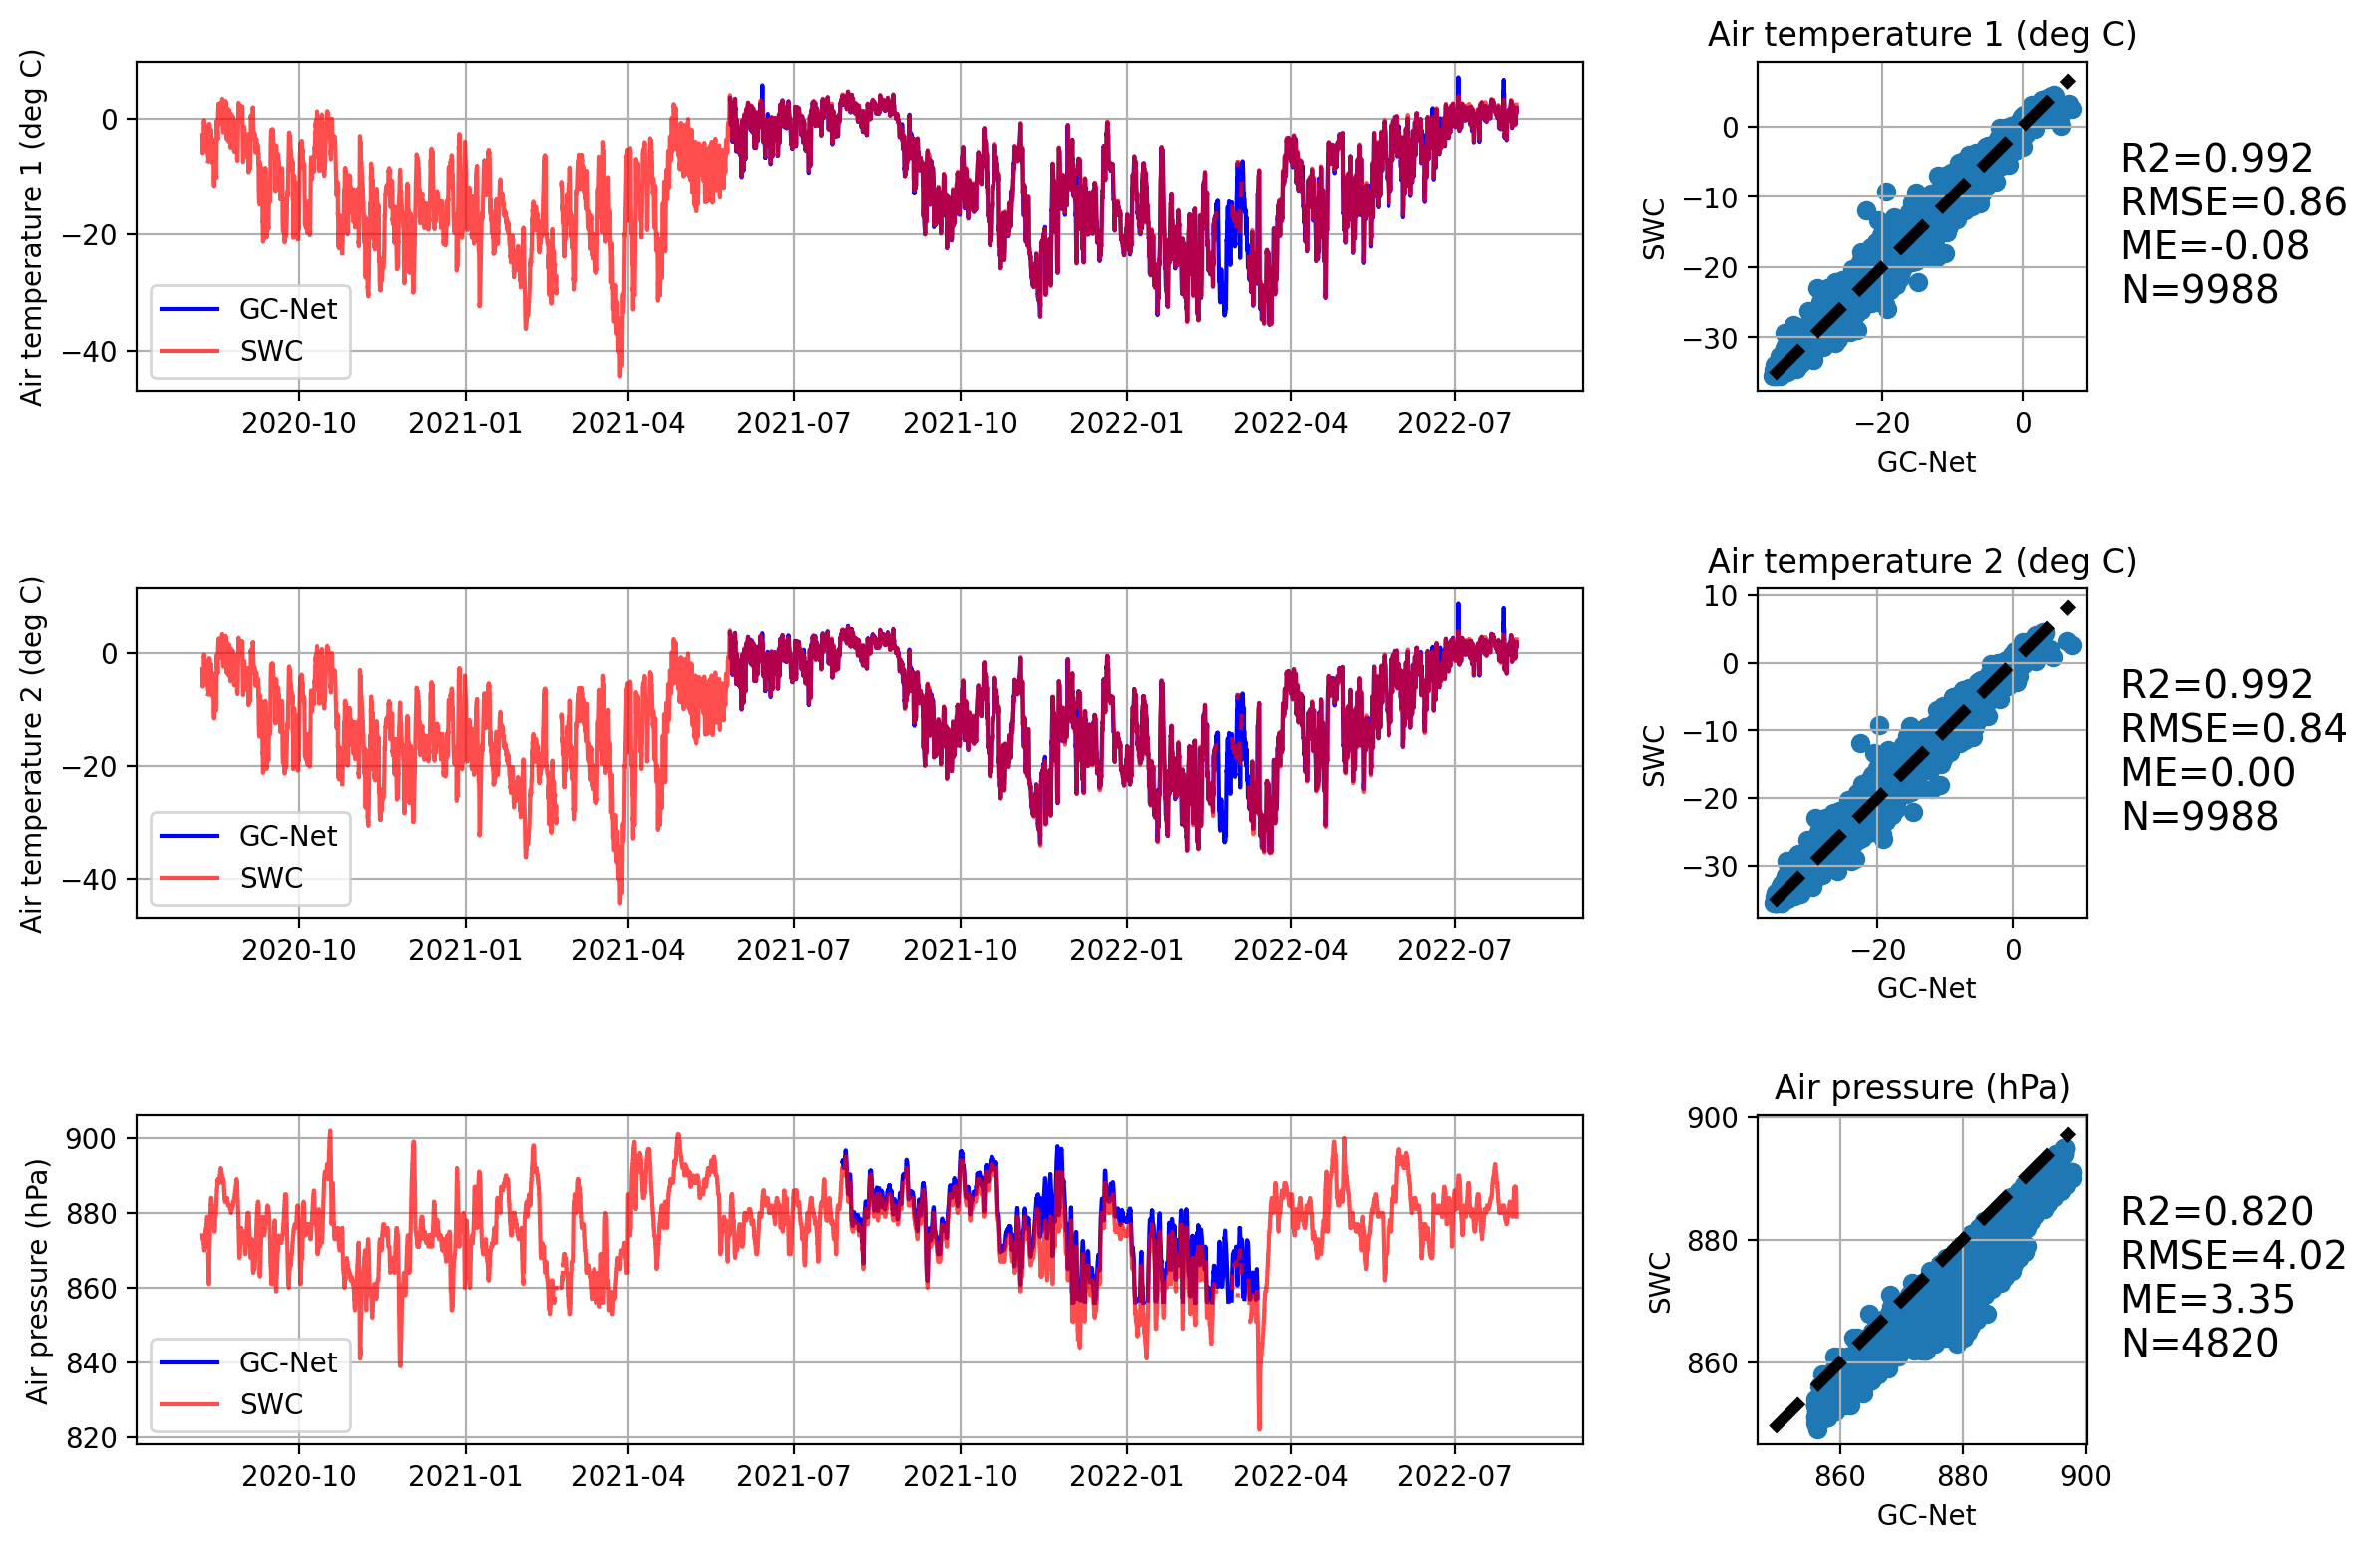 Air temperature 1 (deg C)
0
−20
−40
GC-Net
SWC
2020-10 2021-01 2021-04 2021-07 2021-10 2022-01 2022-04 2022-07
Air temperature 1 (deg C)
SWC
0
−10
−20
−30
−20 0
GC-Net
R2=0.992
RMSE=0.86
ME=-0.08
N=9988
Air temperature 2 (deg C)
0
−20
−40
GC-Net
SWC
2020-10 2021-01 2021-04 2021-07 2021-10 2022-01 2022-04 2022-07
Air temperature 2 (deg C)
SWC
10
0
−10
−20
−30
−20 0
GC-Net
R2=0.992
RMSE=0.84
ME=0.00
N=9988
Air pressure (hPa)
900
880
860
840
820
GC-Net
SWC
2020-10 2021-01 2021-04 2021-07 2021-10 2022-01 2022-04 2022-07
Air pressure (hPa)
SWC
900
880
860
860 880 900
GC-Net
R2=0.820
RMSE=4.02
ME=3.35
N=4820